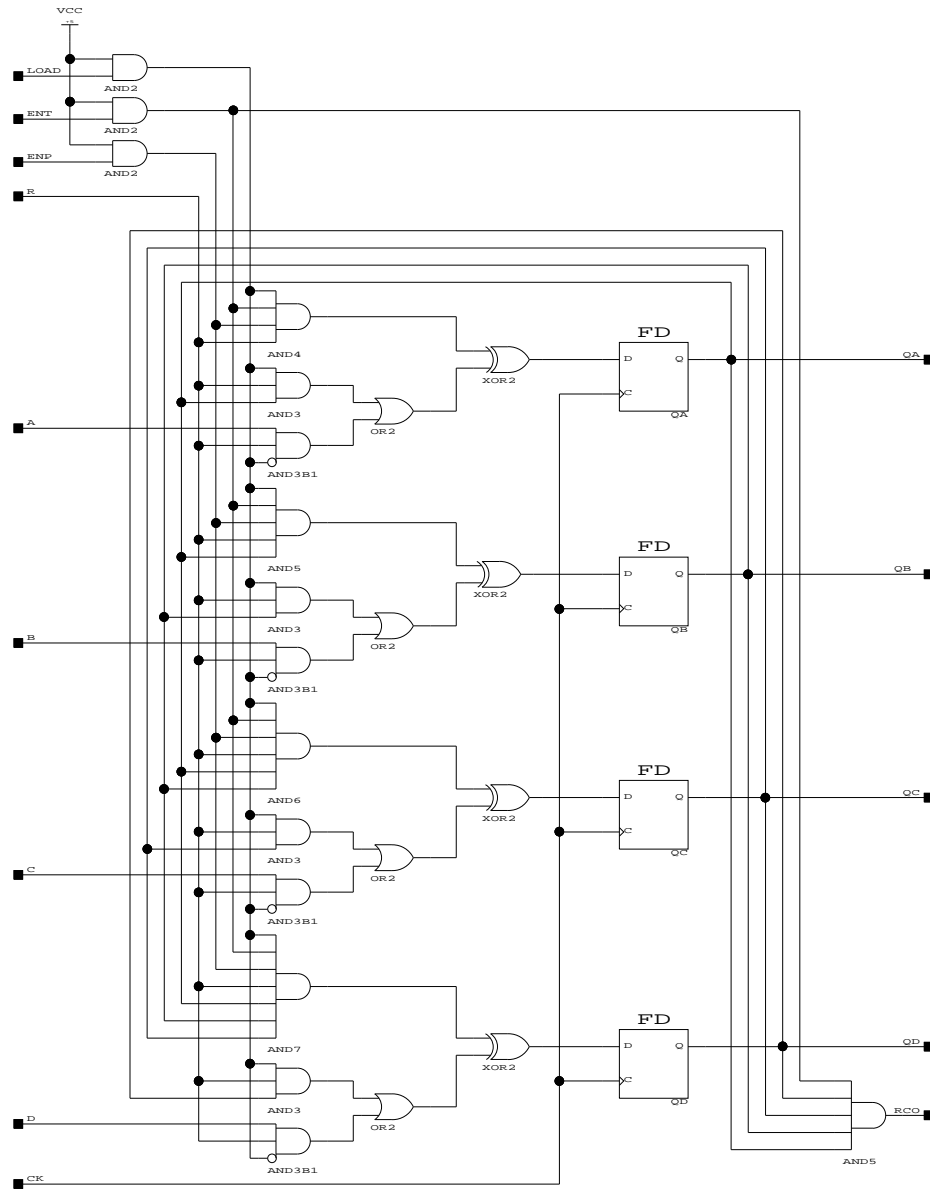 VCC
+5
LOAD
AND2
ENT
AND2
ENP
AND2
R
AND4
FD
D Q
C
QA
QA
XOR2
AND3
A
OR2
AND3B1
AND5
FD
D Q
C
QB
QB
XOR2
AND3
B
OR2
AND3B1
AND6
FD
D Q
C
QC
QC
XOR2
AND3
C
OR2
AND3B1
AND7
FD
D Q
C
QD
QD
XOR2
AND3
D
OR2
AND3B1
RCO
AND5
CK